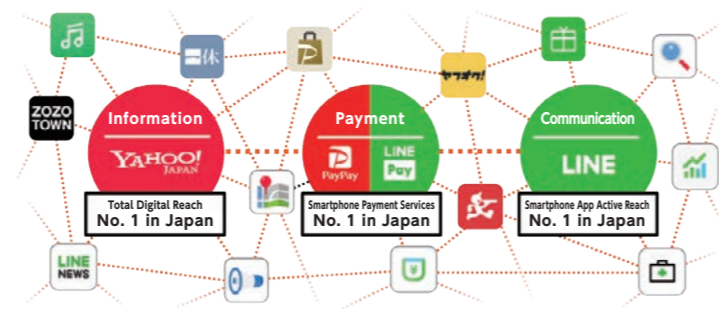 一休
ヤフオク!
ZOZO
TOWN
Information
YAHOO!
JAPAN
Total Digital Reach
No. 1 in Japan
Payment
P
PayPay
LINE
Pay
Smartphone Payment Services
No. 1 in Japan
Communication
LINE
Smartphone App Active Reach
No. 1 in Japan
LINE
NEWS
¥